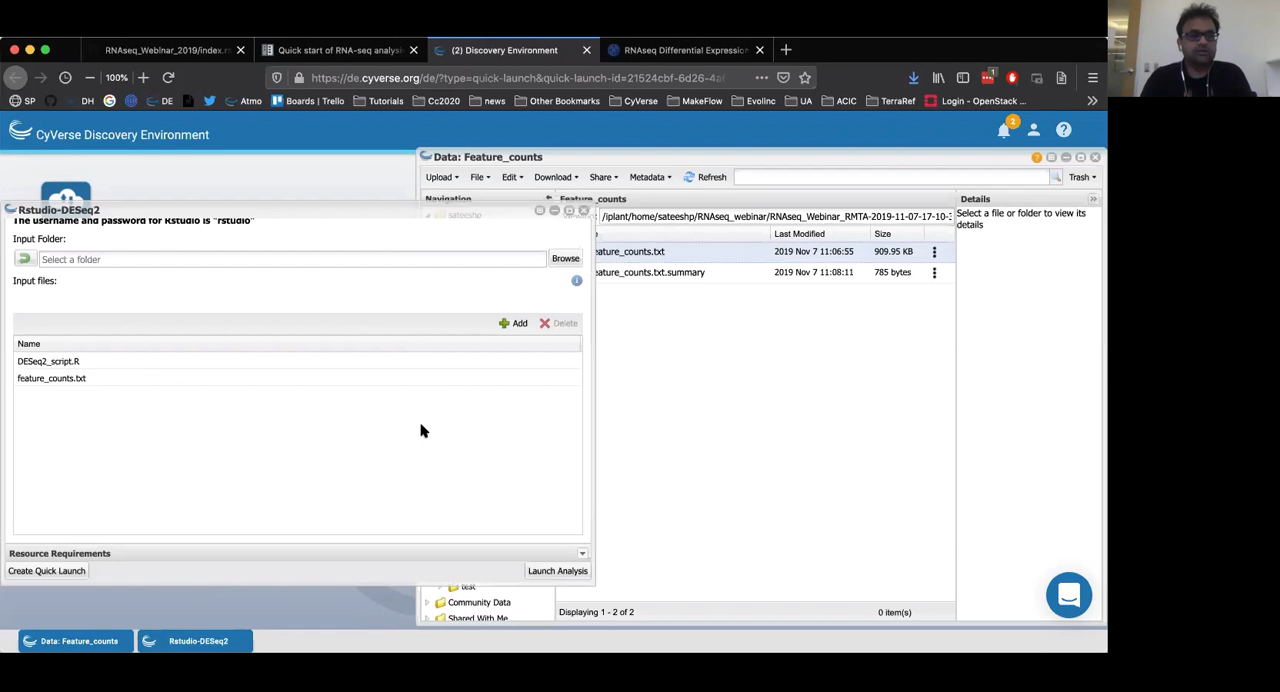 RNAseq_Webinar_2019/index.r
Quick start of RNA-seq analysis
(2) Discovery Environment
RNAseq Differential Expression
100%
https://de.cyverse.org/de/?type=quick-launch&quick-launch-id=21524cbf-6d26-4a
SP
DH
DE
Atmo
Boards | Trello
Tutorials
Cc2020
news
Other Bookmarks
CyVerse
MakeFlow
Evolinc
UA
ACIC
TerraRef
Login - OpenStack ...
CyVerse Discovery Environment
2
Data: Feature_counts
Upload
File
Edit
Download
Share
Metadata
Refresh
Trash
Navigation
Feature_counts
Details
sateeshp
/iplant/home/sateeshp/RNAseq_webinar/RNAseq_Webinar_RMTA-2019-11-07-17-10-3
Select a file or folder to view its
details
Last Modified
Size
eature_counts.txt
2019 Nov 7 11:06:55
909.95 KB
eature_counts.txt.summary
2019 Nov 7 11:08:11
785 bytes
Rstudio-DESeq2
The username and password for Rstudio is "rstudio"
Input Folder:
Select a folder
Browse
Input files:
Add
Delete
Name
DESeq2_script.R
feature_counts.txt
Resource Requirements
Create Quick Launch
Launch Analysis
test
Community Data
Shared With Me
Displaying 1 - 2 of 2
0 item(s)
Data: Feature_counts
Rstudio-DESeq2